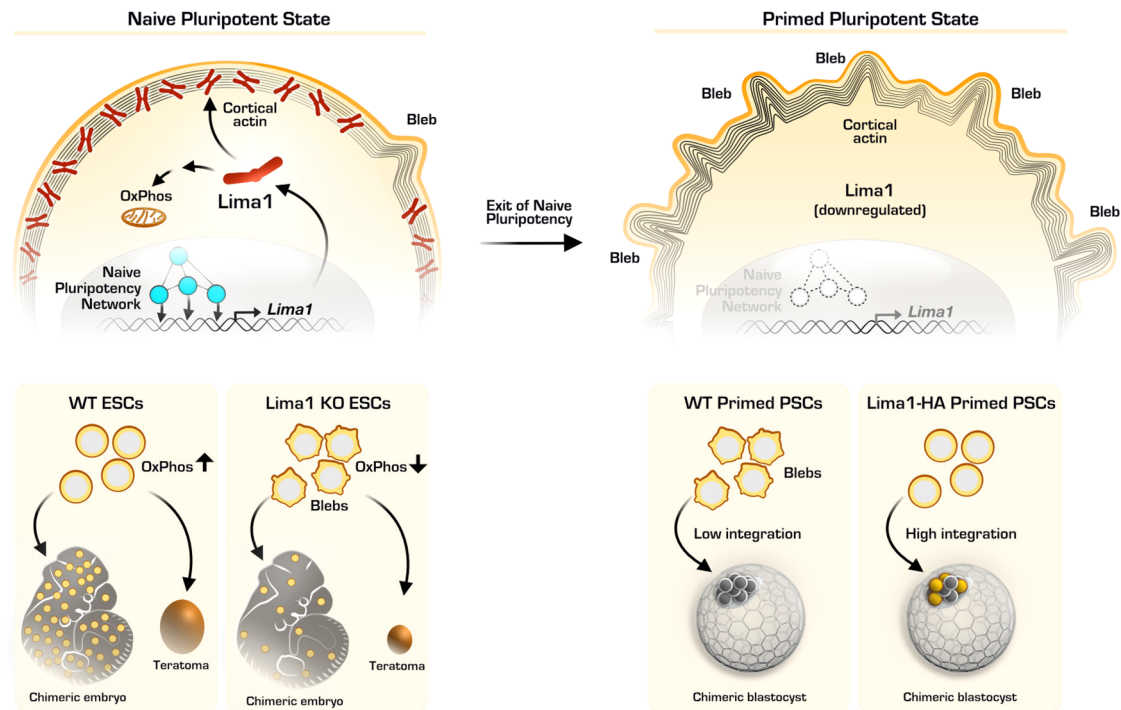 Naive Pluripotent State
Cortical
actin
Bleb
OxPhos
Lima1
Naive
Pluripotency
Network
Lima1
Exit of Naive
Pluripotency
Primed Pluripotent State
Bleb
Bleb
Bleb
Bleb
Bleb
Cortical
actin
Lima1
(downregulated)
Naive
Pluripotency
Network
Lima1
WT ESCs
OxPhos
Chimeric embryo
Teratoma
Lima1 KO ESCs
OxPhos
Blebs
Chimeric embryo
Teratoma
WT Primed PSCs
Blebs
Low integration
Chimeric blastocyst
Lima1-HA Primed PSCs
High integration
Chimeric blastocyst